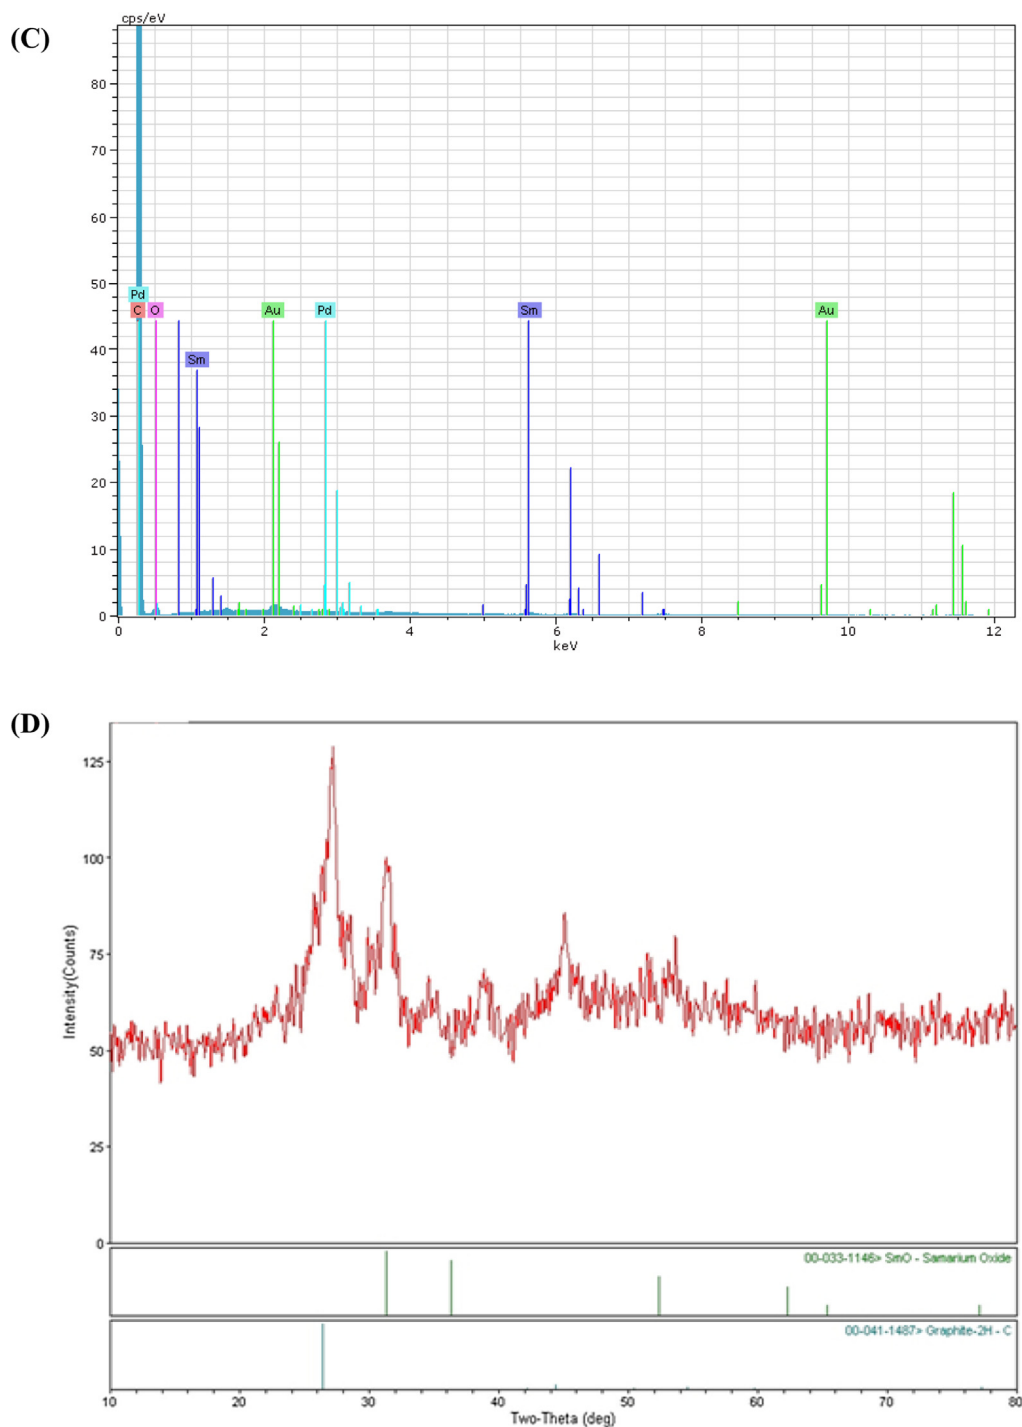 (C)
cps/eV
80
70
60
50
40
30
20
10
0
Pd
C O Au Pd Sm Au
Sm
0 2 4 6 8 10 12
keV
(D)
125
100
75
50
25
0
Intensity(Counts)
00-033-1146> SmO - Samarium Oxide
00-041-1487> Graphite-2H - C
10 20 30 40 50 60 70 80
Two-Theta (deg)